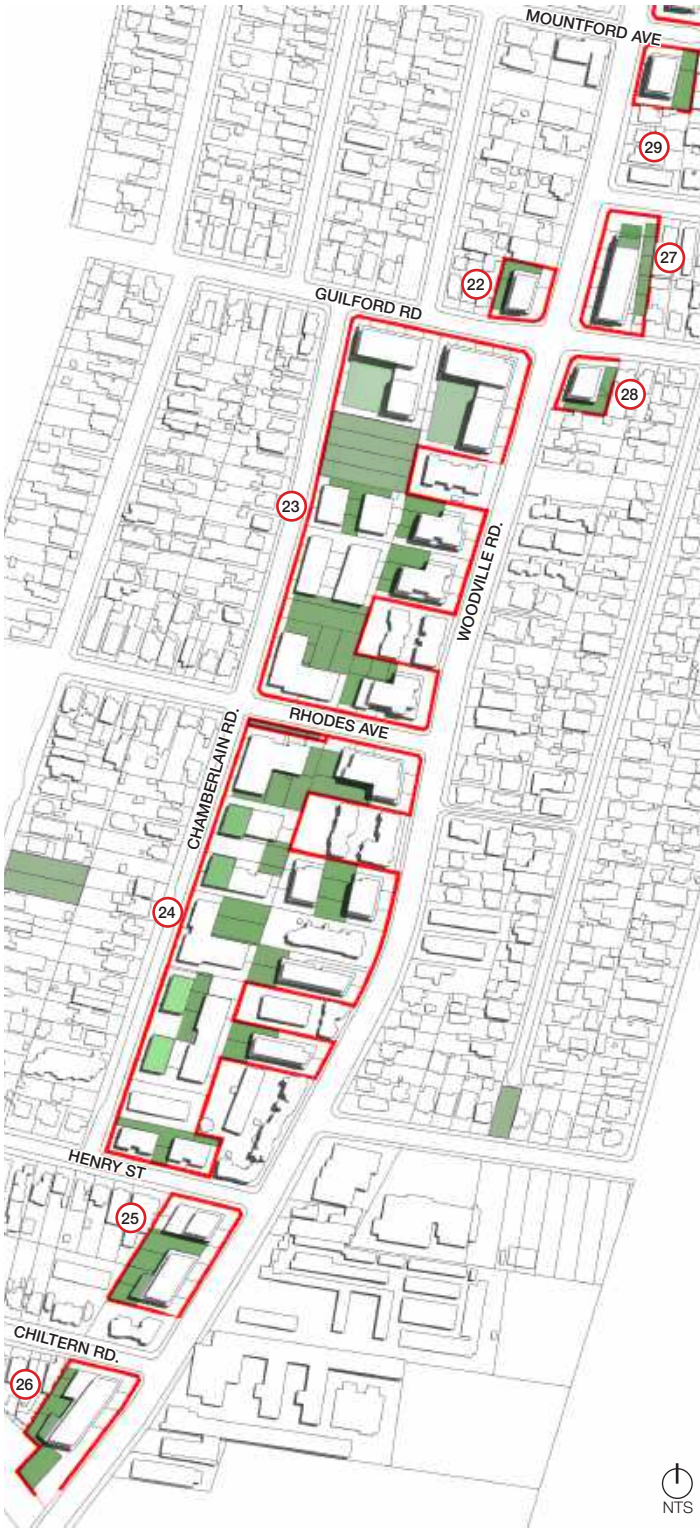 MOUNTFORD AVE
29
27
22
GUILFORD RD
28
23
WOODVILLE RD.
RHODES AVE
CHAMBERLAIN RD.
24
HENRY ST
25
CHILTERN RD.
26
NTS